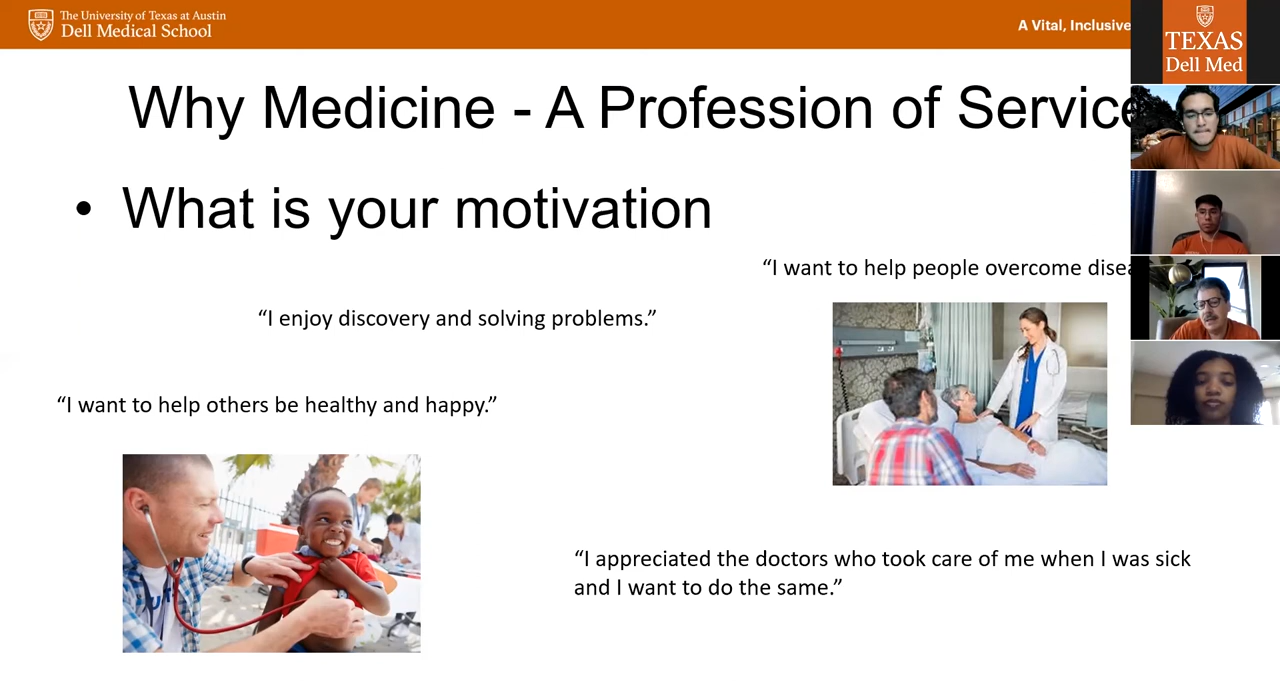 The University of Texas at Austin
Dell Medical School
A Vital, Inclusive
TEXAS
Dell Med
Why Medicine - A Profession of Service
• What is your motivation
“I want to help people overcome
“I enjoy discovery and solving problems.”
“I want to help others be healthy and happy.”
“I appreciated the doctors who took care of me when I was sick
and I want to do the same.”